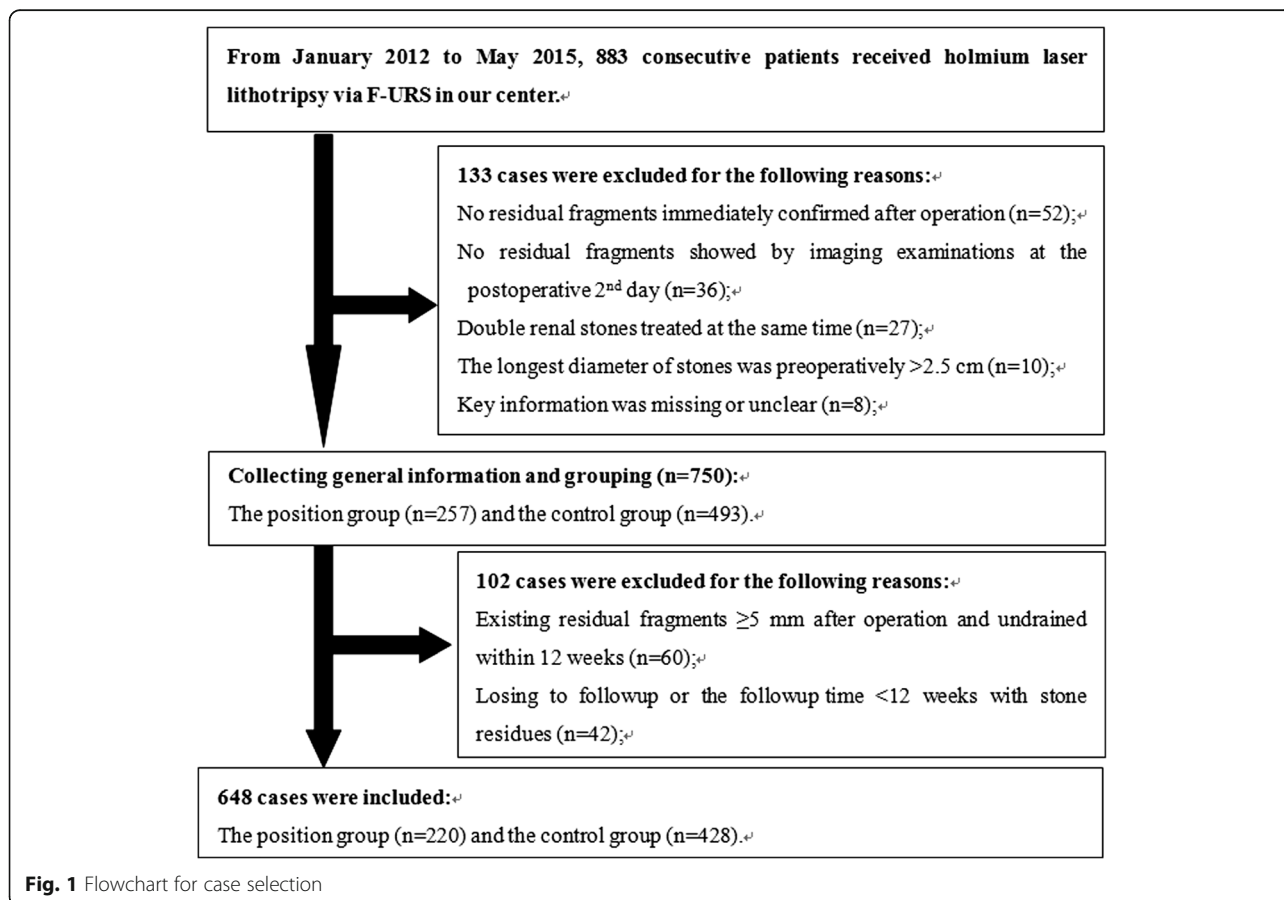 From January 2012 to May 2015, 883 consecutive patients received holmium laser
lithotripsy via F-URS in our center.↵
133 cases were excluded for the following reasons:↵
No residual fragments immediately confirmed after operation (n=52);↵
No residual fragments showed by imaging examinations at the
postoperative 2nd day (n=36);↵
Double renal stones treated at the same time (n=27);↵
The longest diameter of stones was preoperatively >2.5 cm (n=10);↵
Key information was missing or unclear (n=8);↵
Collecting general information and grouping (n=750):↵
The position group (n=257) and the control group (n=493).↵
102 cases were excluded for the following reasons:↵
Existing residual fragments ≥5 mm after operation and undrained
within 12 weeks (n=60);↵
Losing to followup or the followup time <12 weeks with stone
residues (n=42);↵
648 cases were included:↵
The position group (n=220) and the control group (n=428).↵
Fig. 1 Flowchart for case selection